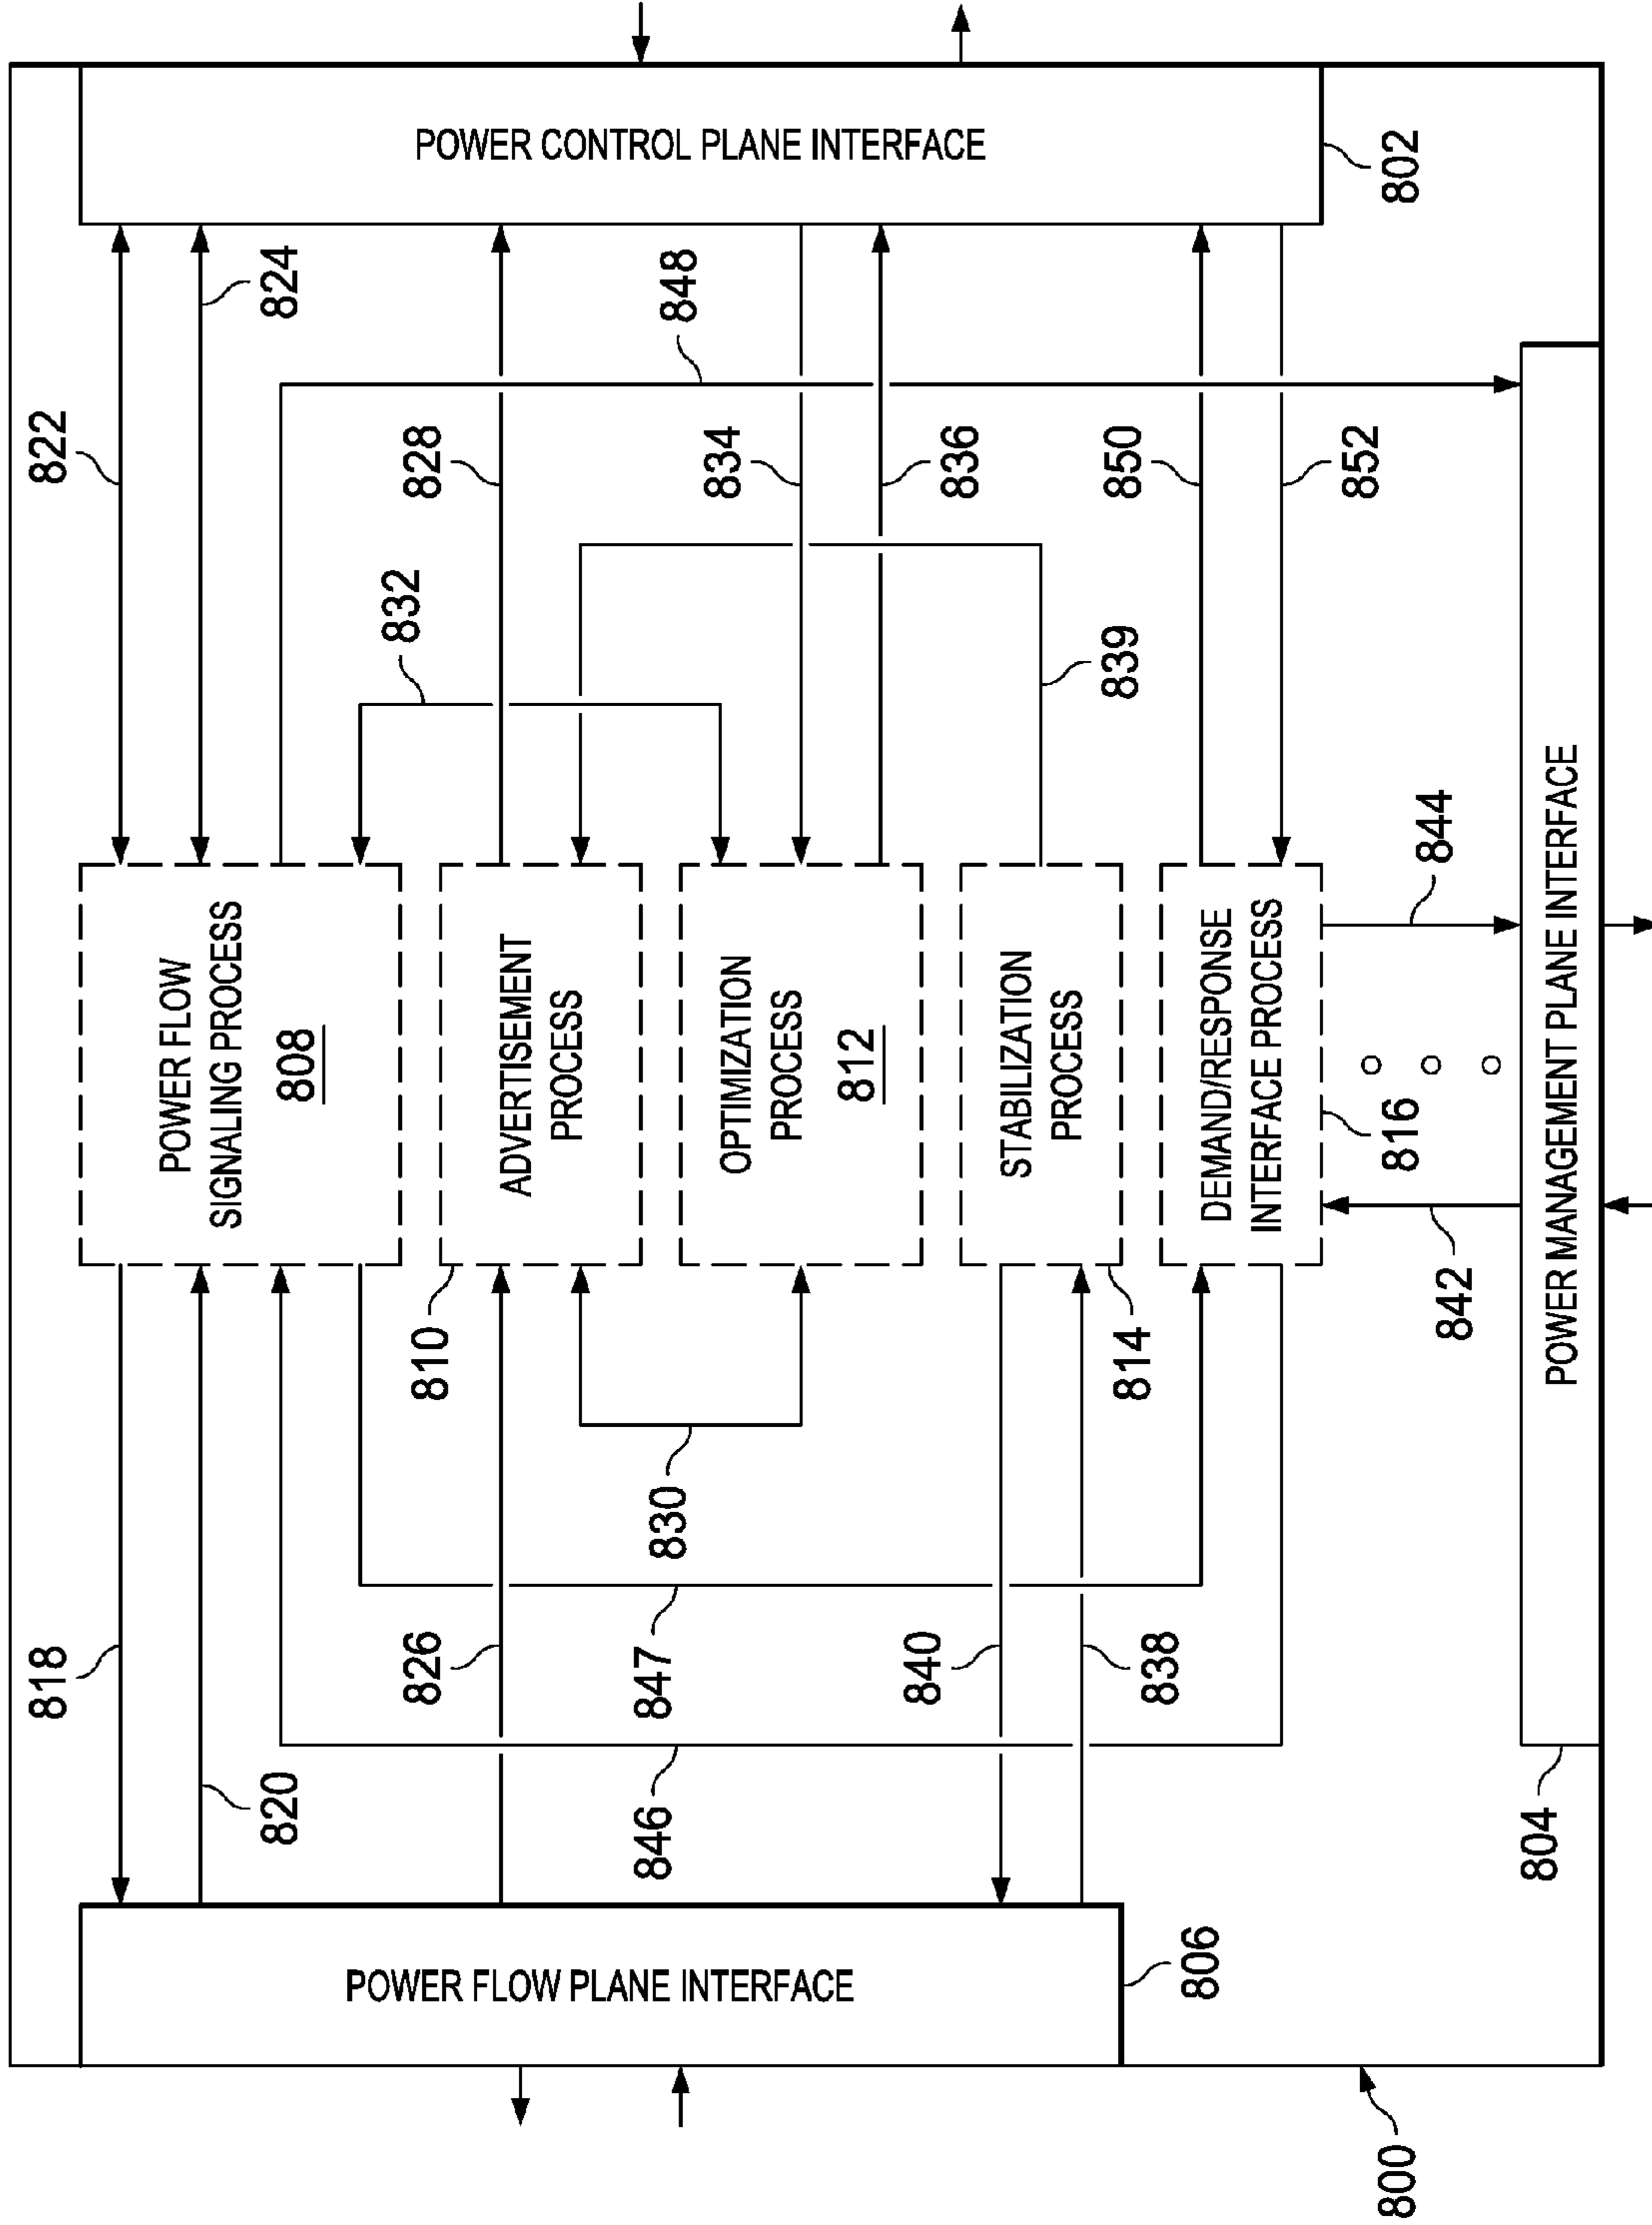 POWER CONTROL PLANE INTERFACE
802
822
824
848
828
834
836
850
852
832
839
POWER FLOW
SIGNALING PROCESS
808
ADVERTISEMENT
PROCESS
810
OPTIMIZATION
PROCESS
812
STABILIZATION
PROCESS
814
DEMAND/RESPONSE
INTERFACE PROCESS
816
844
842
POWER MANAGEMENT PLANE INTERFACE
804
830
818
820
826
847
846
840
838
POWER FLOW PLANE INTERFACE
806
800